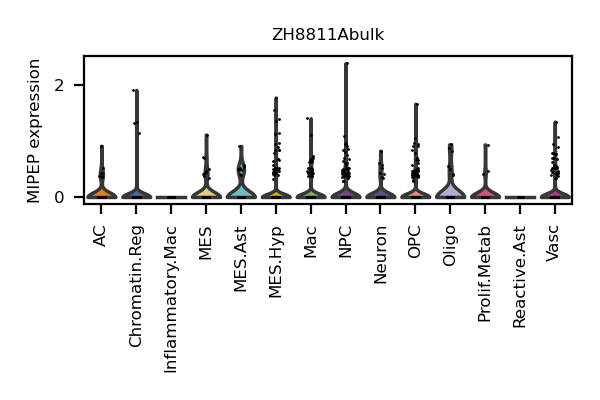 ZH8811Abulk
MIPEP expression
2
0
AC
Chromatin.Reg
Inflammatory.Mac
MES
MES.Ast
MES.Hyp
Mac
NPC
Neuron
OPC
Oligo
Prolif.Metab
Reactive.Ast
Vasc